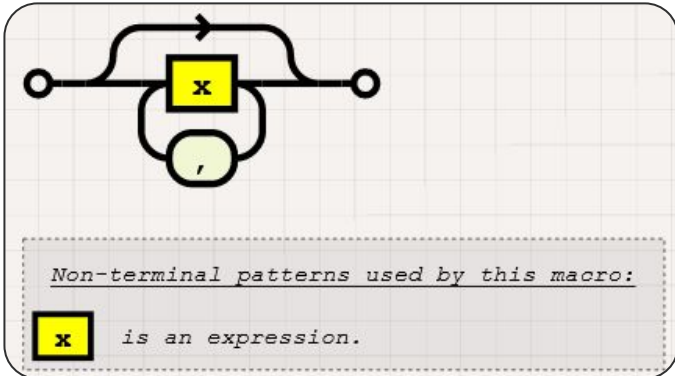 x
,
Non-terminal patterns used by this macro:
x is an expression.